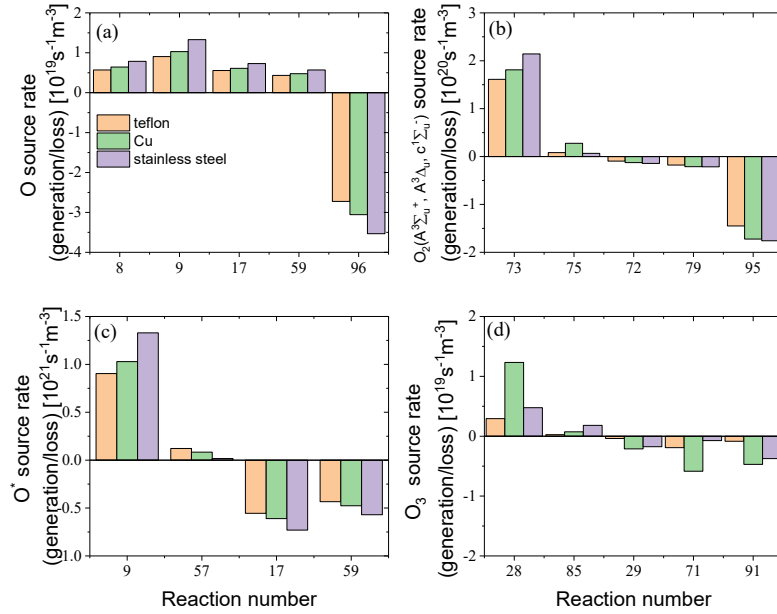 (a)
O source rate
(generation/loss) [10¹⁹s⁻¹m⁻³]
2
1
0
-1
-2
-3
-4
teflon
Cu
stainless steel
8 9 17 59 96
(b)
O₂(A³Σᵤ⁺, A³Δᵤ, c¹Σᵤ⁻) source rate
(generation/loss) [10²⁰s⁻¹m⁻³]
3
2
1
0
-1
-2
73 75 72 79 95
(c)
O* source rate
(generation/loss) [10²¹s⁻¹m⁻³]
1.5
1.0
0.5
0.0
-0.5
-1.0
9 57 17 59
Reaction number
(d)
O₃ source rate
(generation/loss) [10¹⁹s⁻¹m⁻³]
2
1
0
-1
-2
28 85 29 71 91
Reaction number